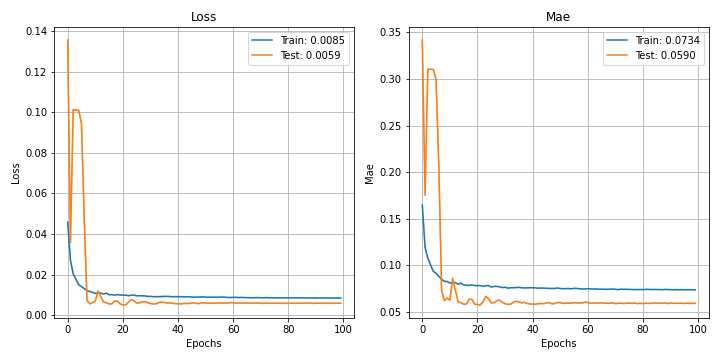 Loss
Train: 0.0085
Test: 0.0059
0.14
0.12
0.10
0.08
0.06
0.04
0.02
0.00
Loss
0 20 40 60 80 100
Epochs
Mae
Train: 0.0734
Test: 0.0590
0.35
0.30
0.25
0.20
0.15
0.10
0.05
Mae
0 20 40 60 80 100
Epochs